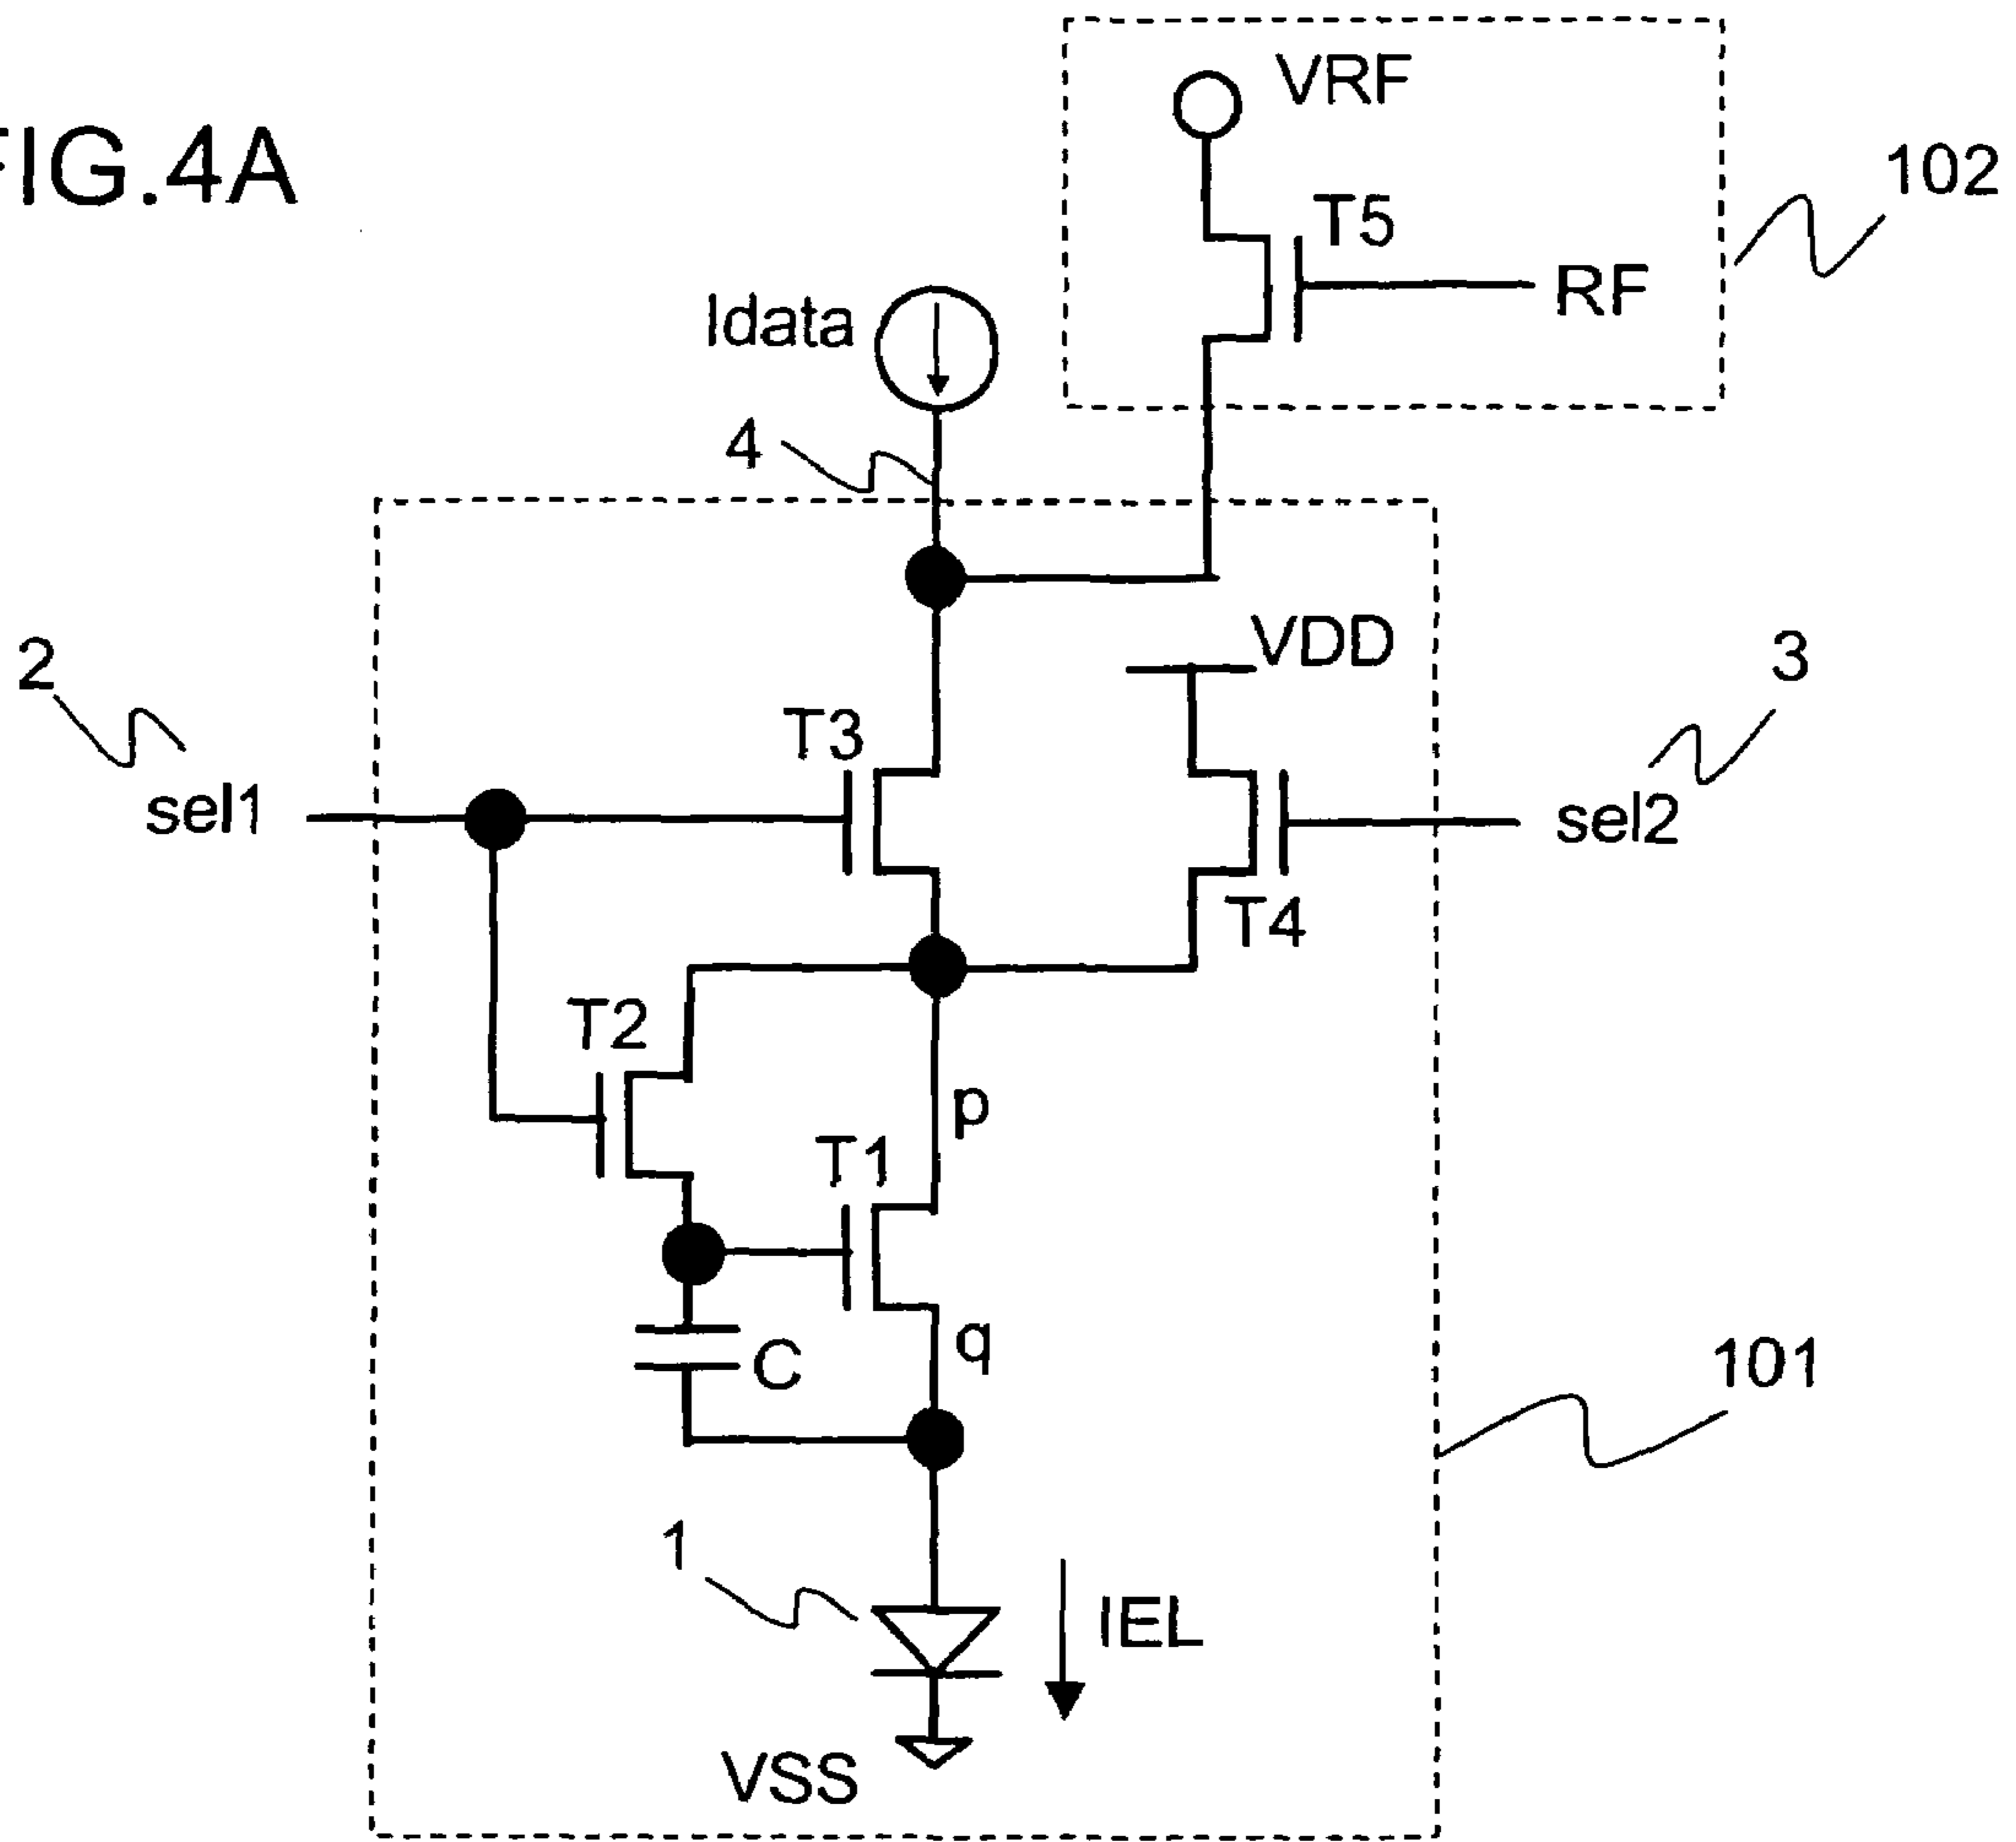 FIG.4A
VRF
T5
RF
102
Idata
4
VDD
2
3
T3
sel1
sel2
T4
T2
p
T1
q
C
101
1
IEL
VSS